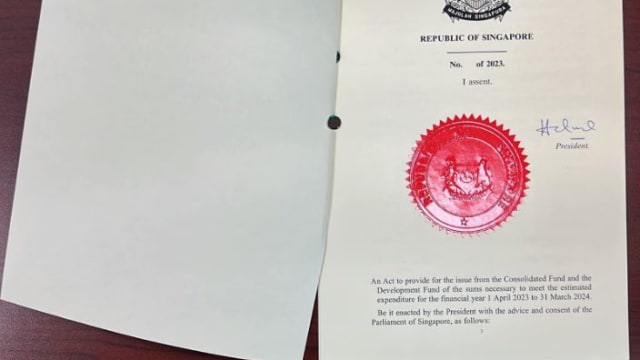 MAJULAH SINGAPURA
REPUBLIC OF SINGAPORE
No. of 2023.
I assent.
President.
An Act to provide for the issue from the Consolidated Fund and the
Development Fund of the sums necessary to meet the estimated
expenditure for the financial year 1 April 2023 to 31 March 2024.
Be it enacted by the President with the advice and consent of the
Parliament of Singapore, as follows: